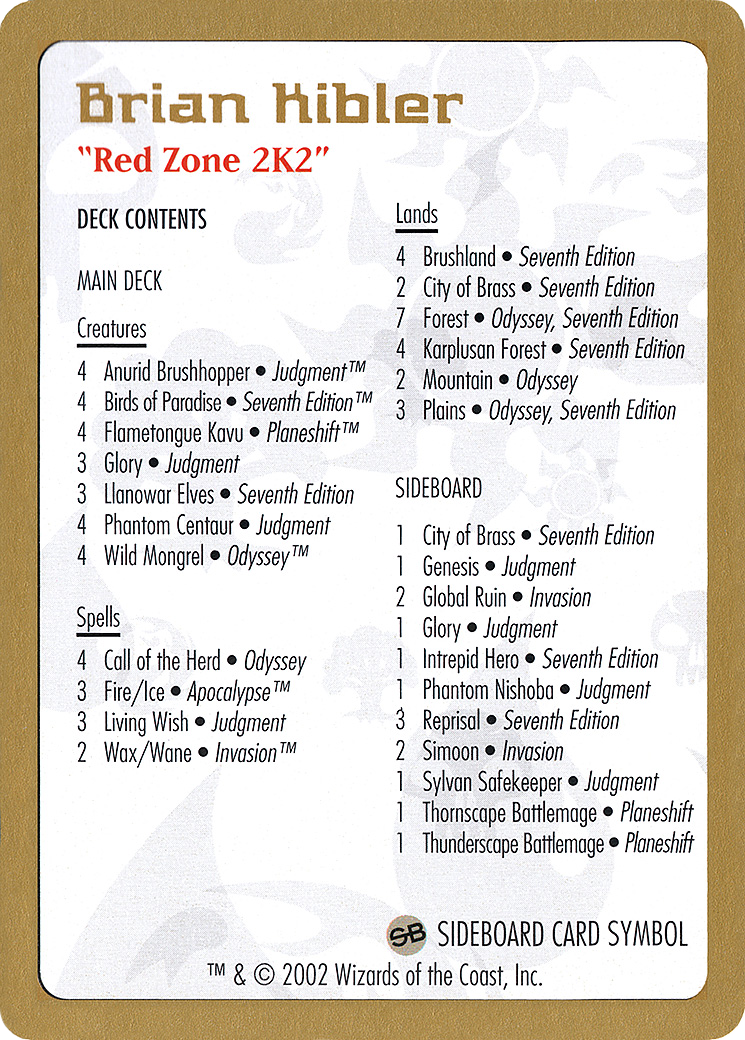 Brian Kibler
"Red Zone 2K2"
DECK CONTENTS
MAIN DECK
Creatures
4 Anurid Brushhopper • Judgment™
4 Birds of Paradise • Seventh Edition™
4 Flametongue Kavu • Planeshift™
3 Glory • Judgment
3 Llanowar Elves • Seventh Edition
4 Phantom Centaur • Judgment
4 Wild Mongrel • Odyssey™
Spells
4 Call of the Herd • Odyssey
3 Fire/Ice • Apocalypse™
3 Living Wish • Judgment
2 Wax/Wane • Invasion™
Lands
4 Brushland • Seventh Edition
2 City of Brass • Seventh Edition
7 Forest • Odyssey, Seventh Edition
4 Karplusan Forest • Seventh Edition
2 Mountain • Odyssey
3 Plains • Odyssey, Seventh Edition
SIDEBOARD
1 City of Brass • Seventh Edition
1 Genesis • Judgment
2 Global Ruin • Invasion
1 Glory • Judgment
1 Intrepid Hero • Seventh Edition
1 Phantom Nishoba • Judgment
3 Reprisal • Seventh Edition
2 Simoon • Invasion
1 Sylvan Safekeeper • Judgment
1 Thornscape Battlemage • Planeshift
1 Thunderscape Battlemage • Planeshift
SB SIDEBOARD CARD SYMBOL
™ & © 2002 Wizards of the Coast, Inc.